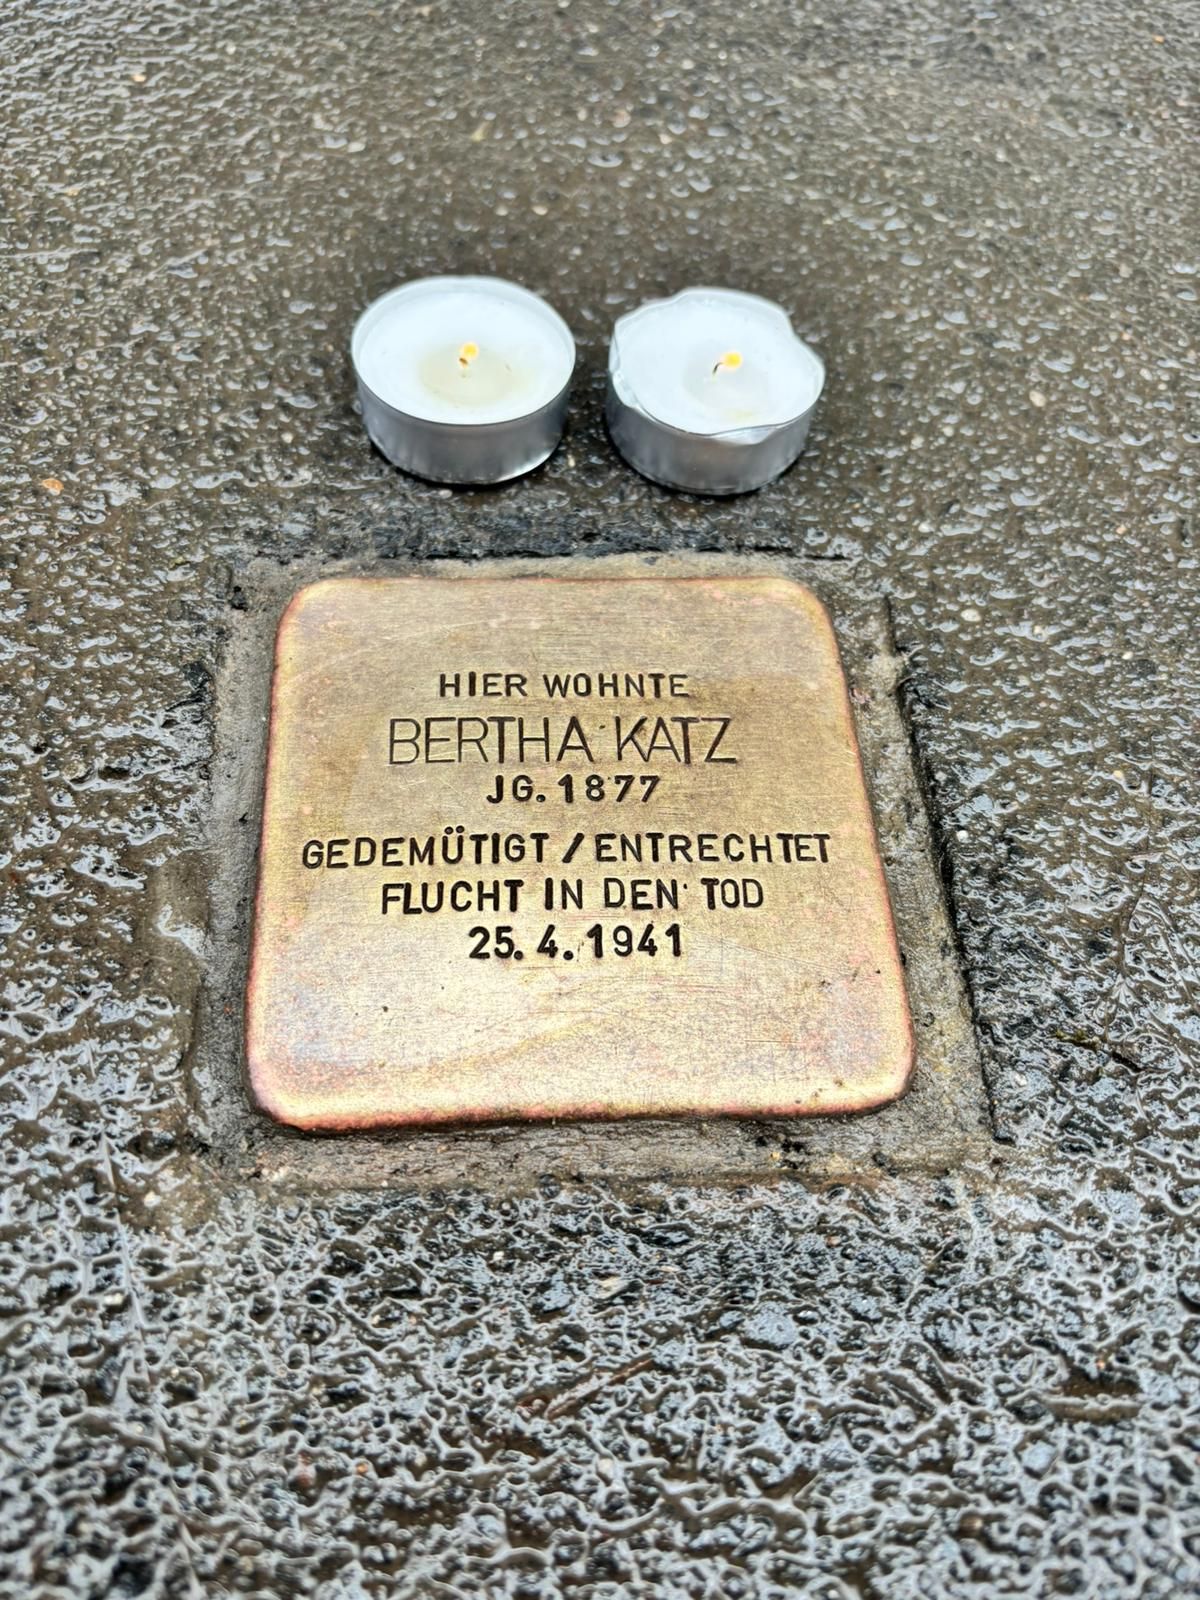 HIER WOHNTE
BERTHA KATZ
JG. 1877
GEDEMÜTIGT / ENTRECHTET
FLUCHT IN DEN TOD
25.4.1941